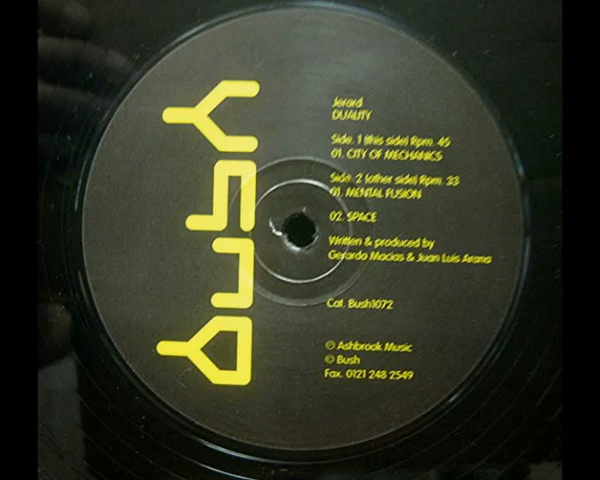 BUSH
Jerard
DUALITY
Side. 1 (this side) Rpm. 45
01. CITY OF MECHANICS
Side. 2 (other side) Rpm. 33
01. MENTAL FUSION
02. SPACE
Written & produced by
Gerardo Macias & Juan Luis Arans
Cat. Bush1072
℗ Ashbrook Music
© Bush
Fax. 0121 248 2549